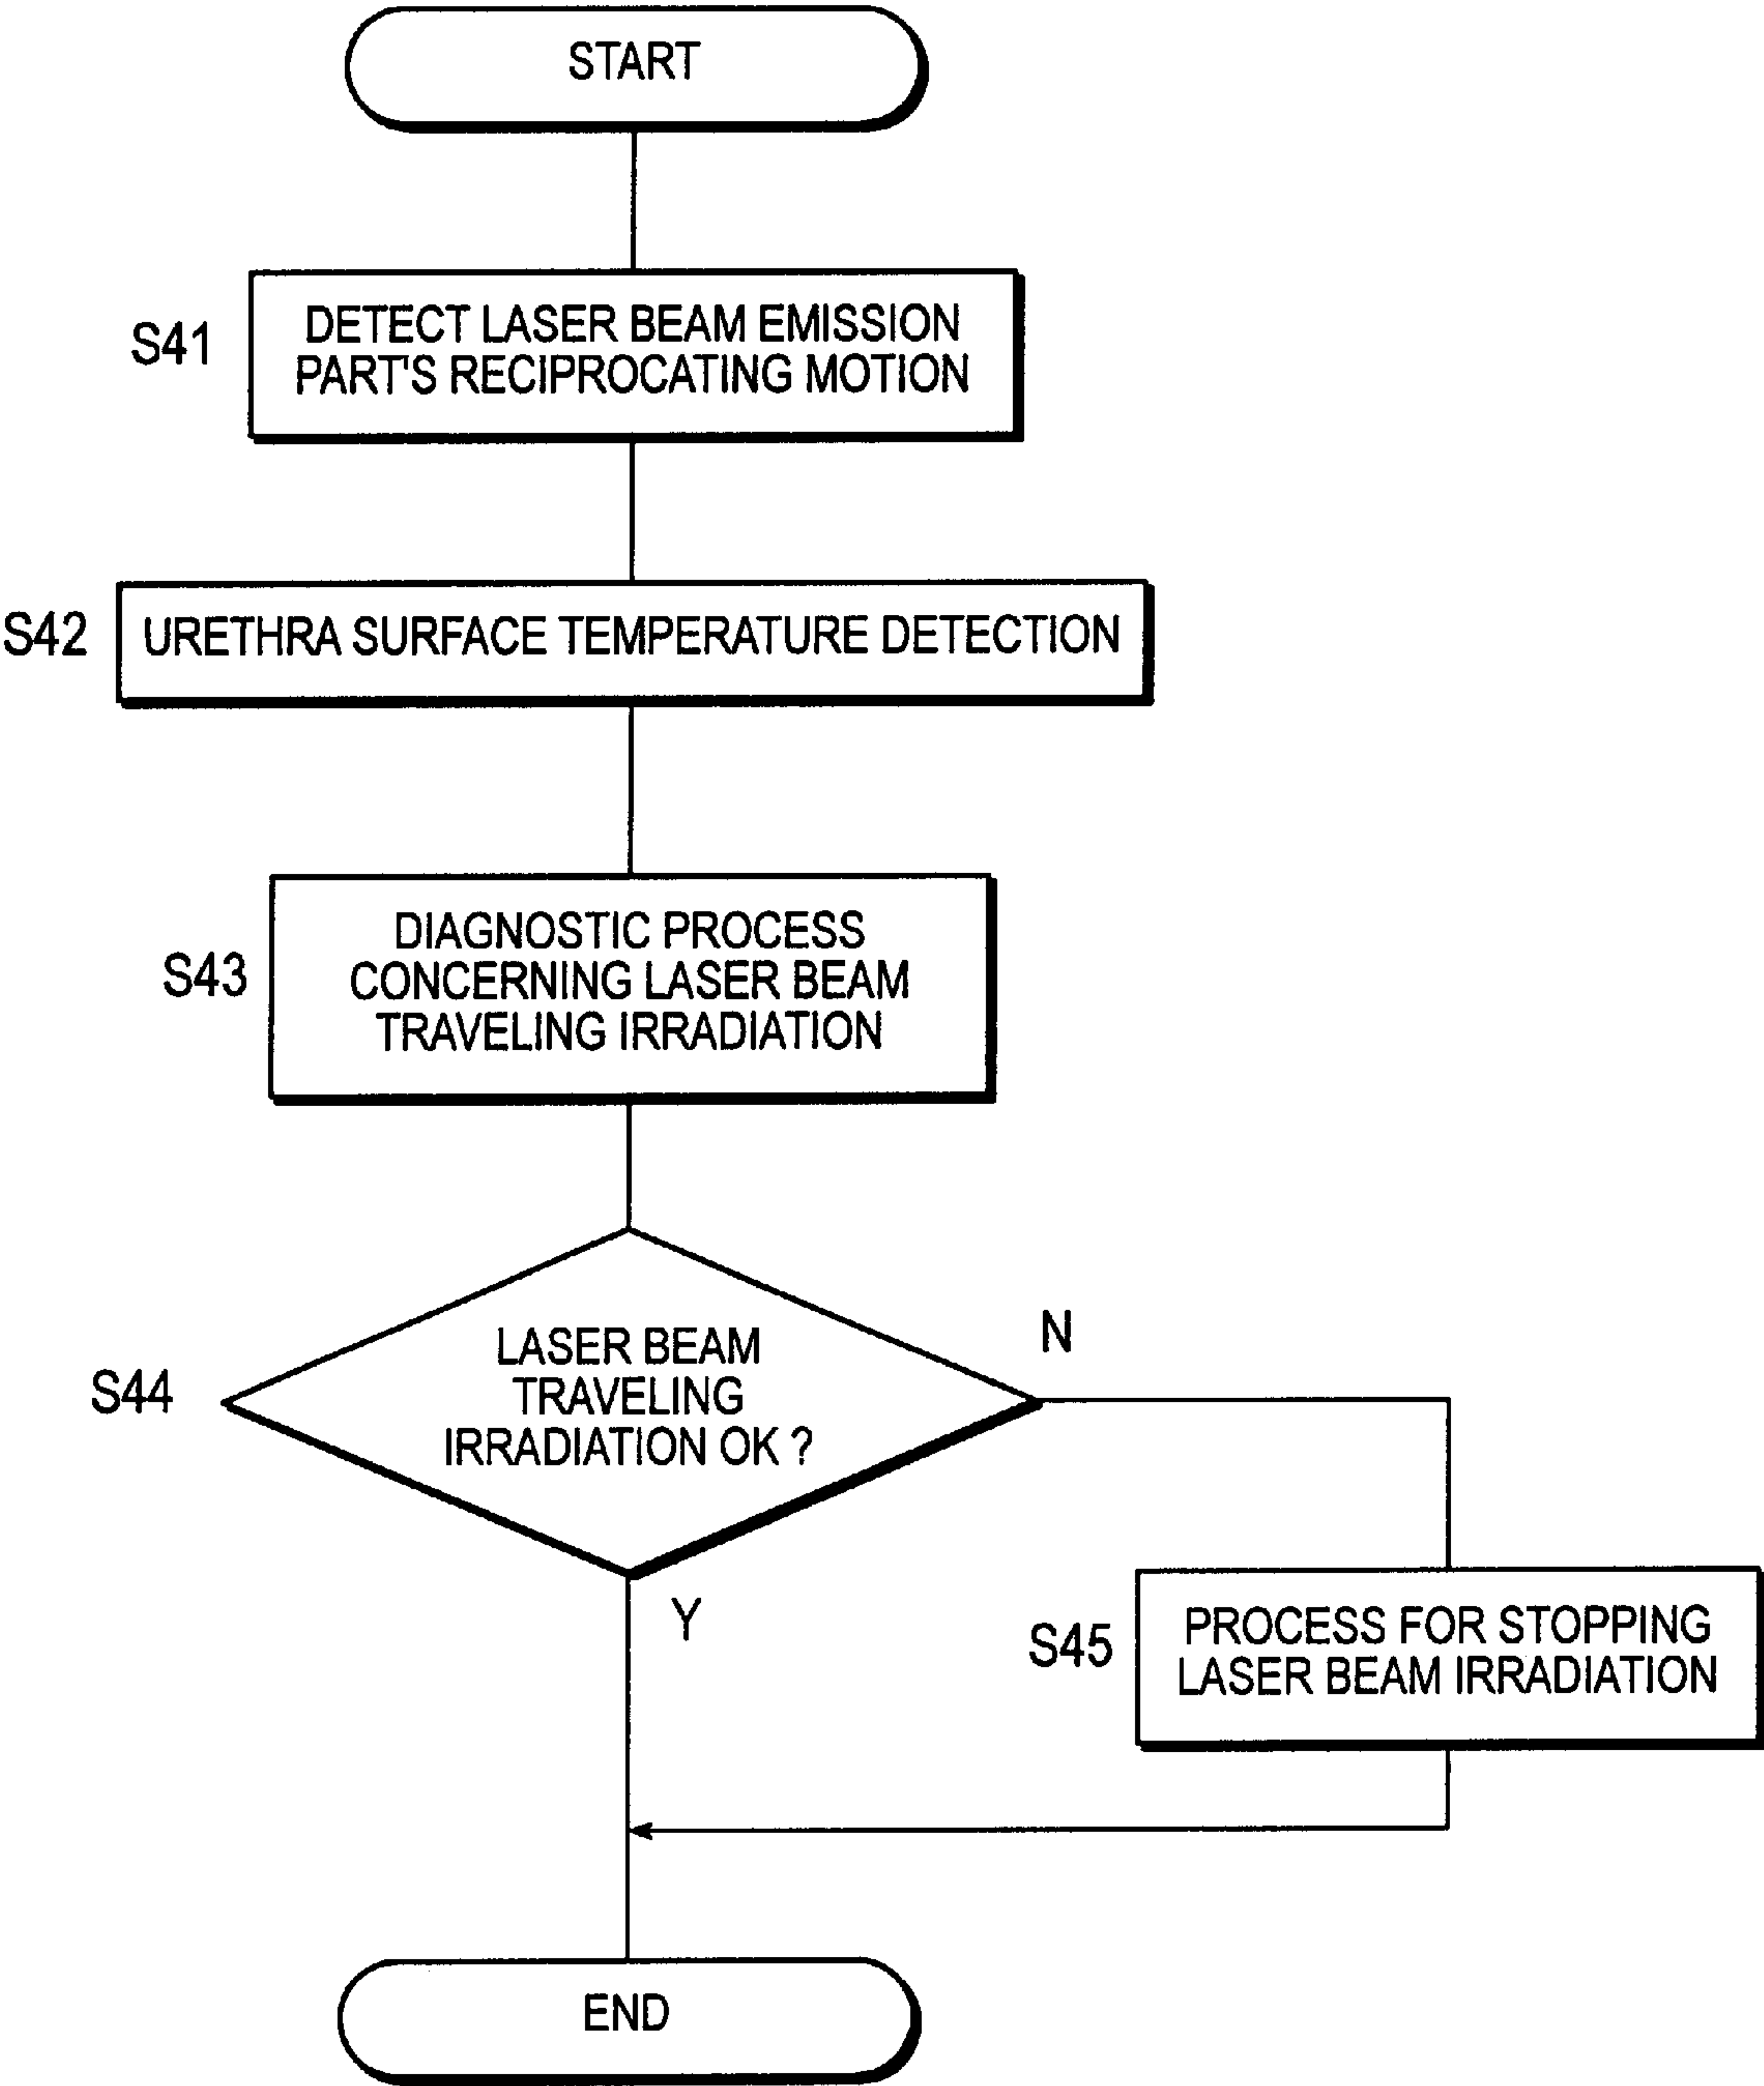 START
S41
DETECT LASER BEAM EMISSION
PART'S RECIPROCATING MOTION
S42
URETHRA SURFACE TEMPERATURE DETECTION
S43
DIAGNOSTIC PROCESS
CONCERNING LASER BEAM
TRAVELING IRRADIATION
S44
LASER BEAM
TRAVELING
IRRADIATION OK ?
N
Y
S45
PROCESS FOR STOPPING
LASER BEAM IRRADIATION
END